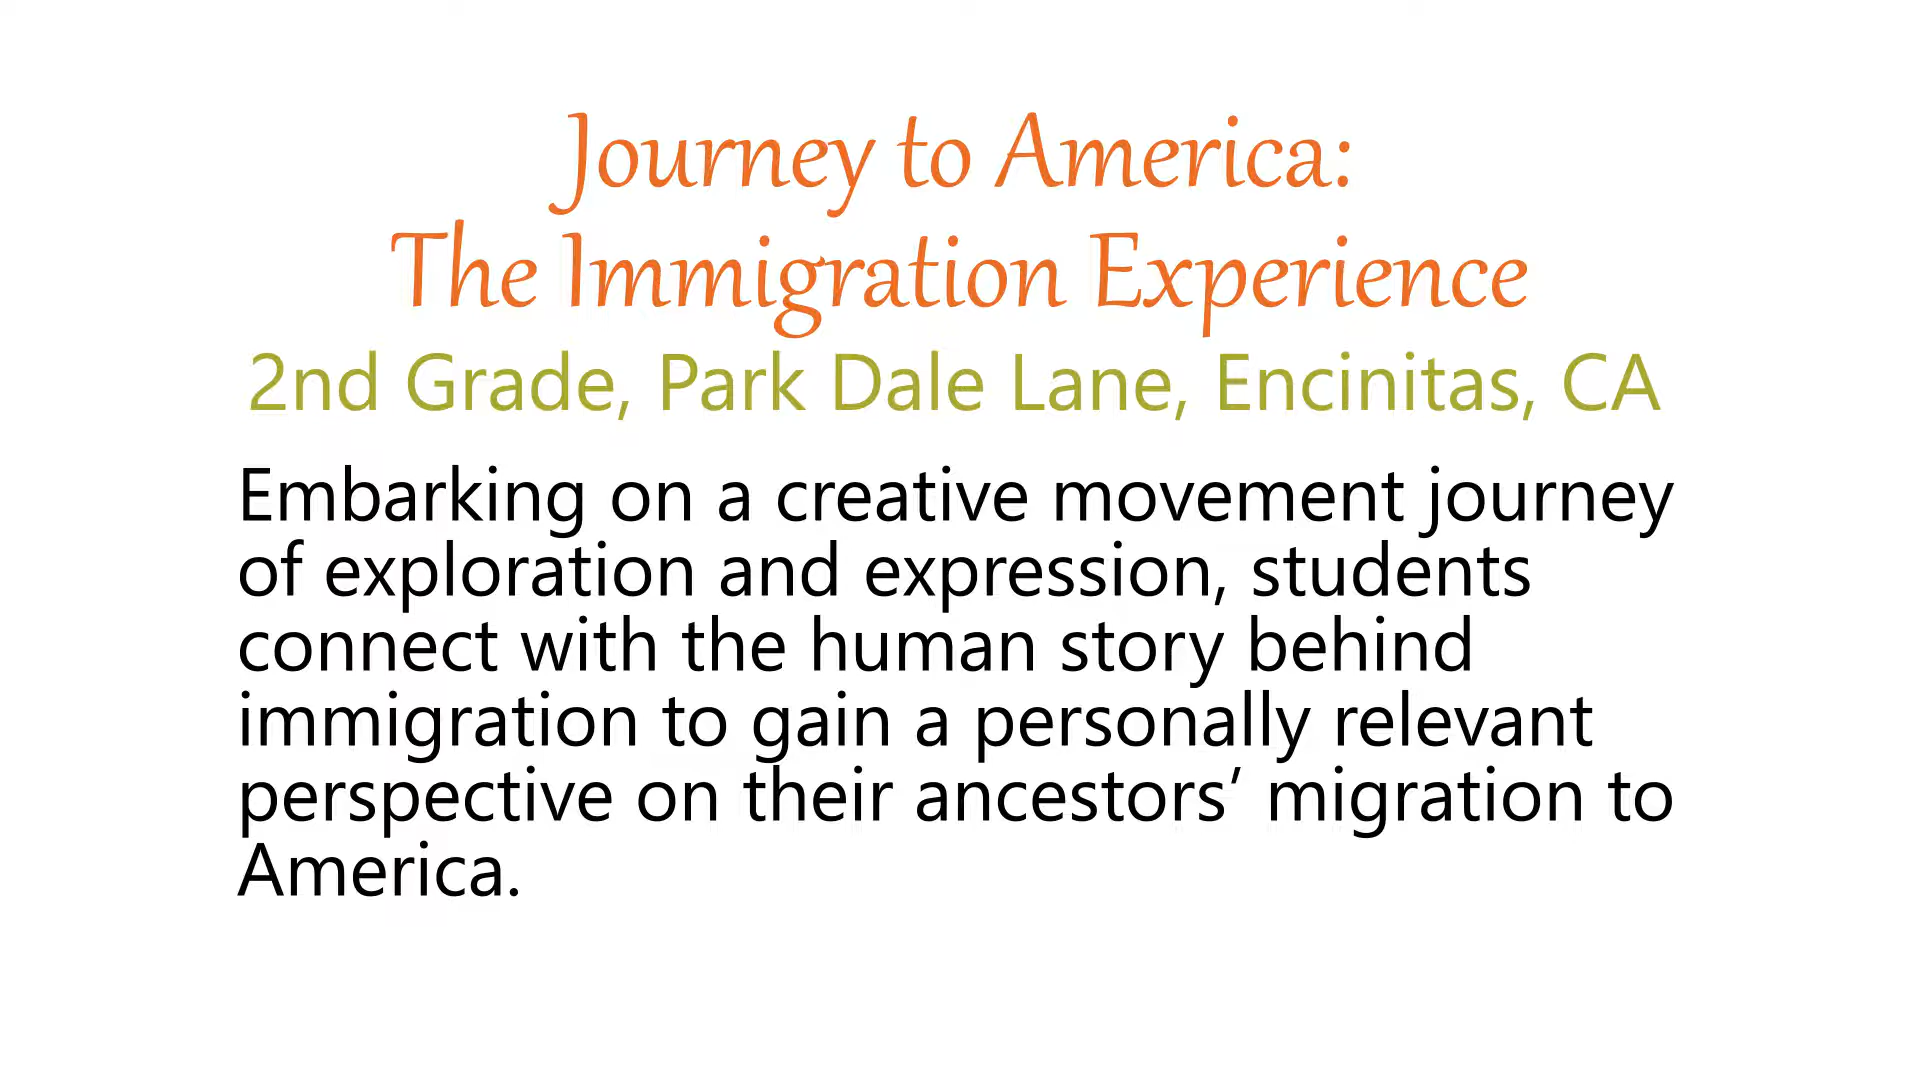 Journey to America:
The Immigration Experience
2nd Grade, Park Dale Lane, Encinitas, CA
Embarking on a creative movement journey
of exploration and expression, students
connect with the human story behind
immigration to gain a personally relevant
perspective on their ancestors’ migration to
America.